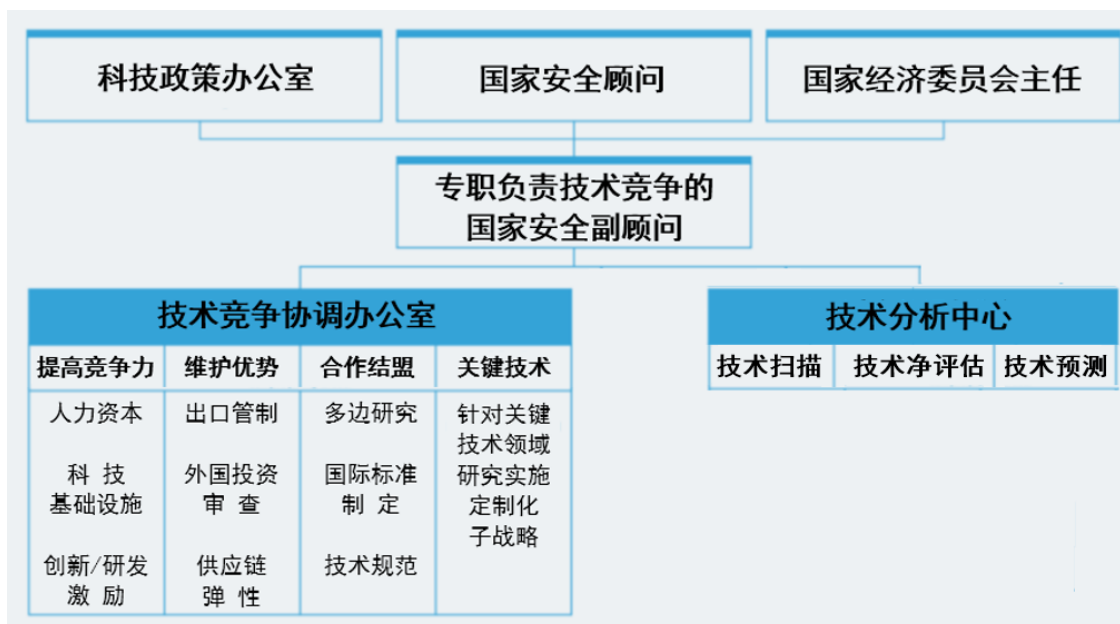 科技政策办公室
国家安全顾问
国家经济委员会主任
专职负责技术竞争的
国家安全副顾问
技术竞争协调办公室
提高竞争力
维护优势
合作结盟
关键技术
人力资本
科 技
基础设施
创新/研发
激 励
出口管制
外国投资
审 查
供应链
弹 性
多边研究
国际标准
制 定
技术规范
针对关键
技术领域
研究实施
定制化
子战略
技术分析中心
技术扫描
技术净评估
技术预测